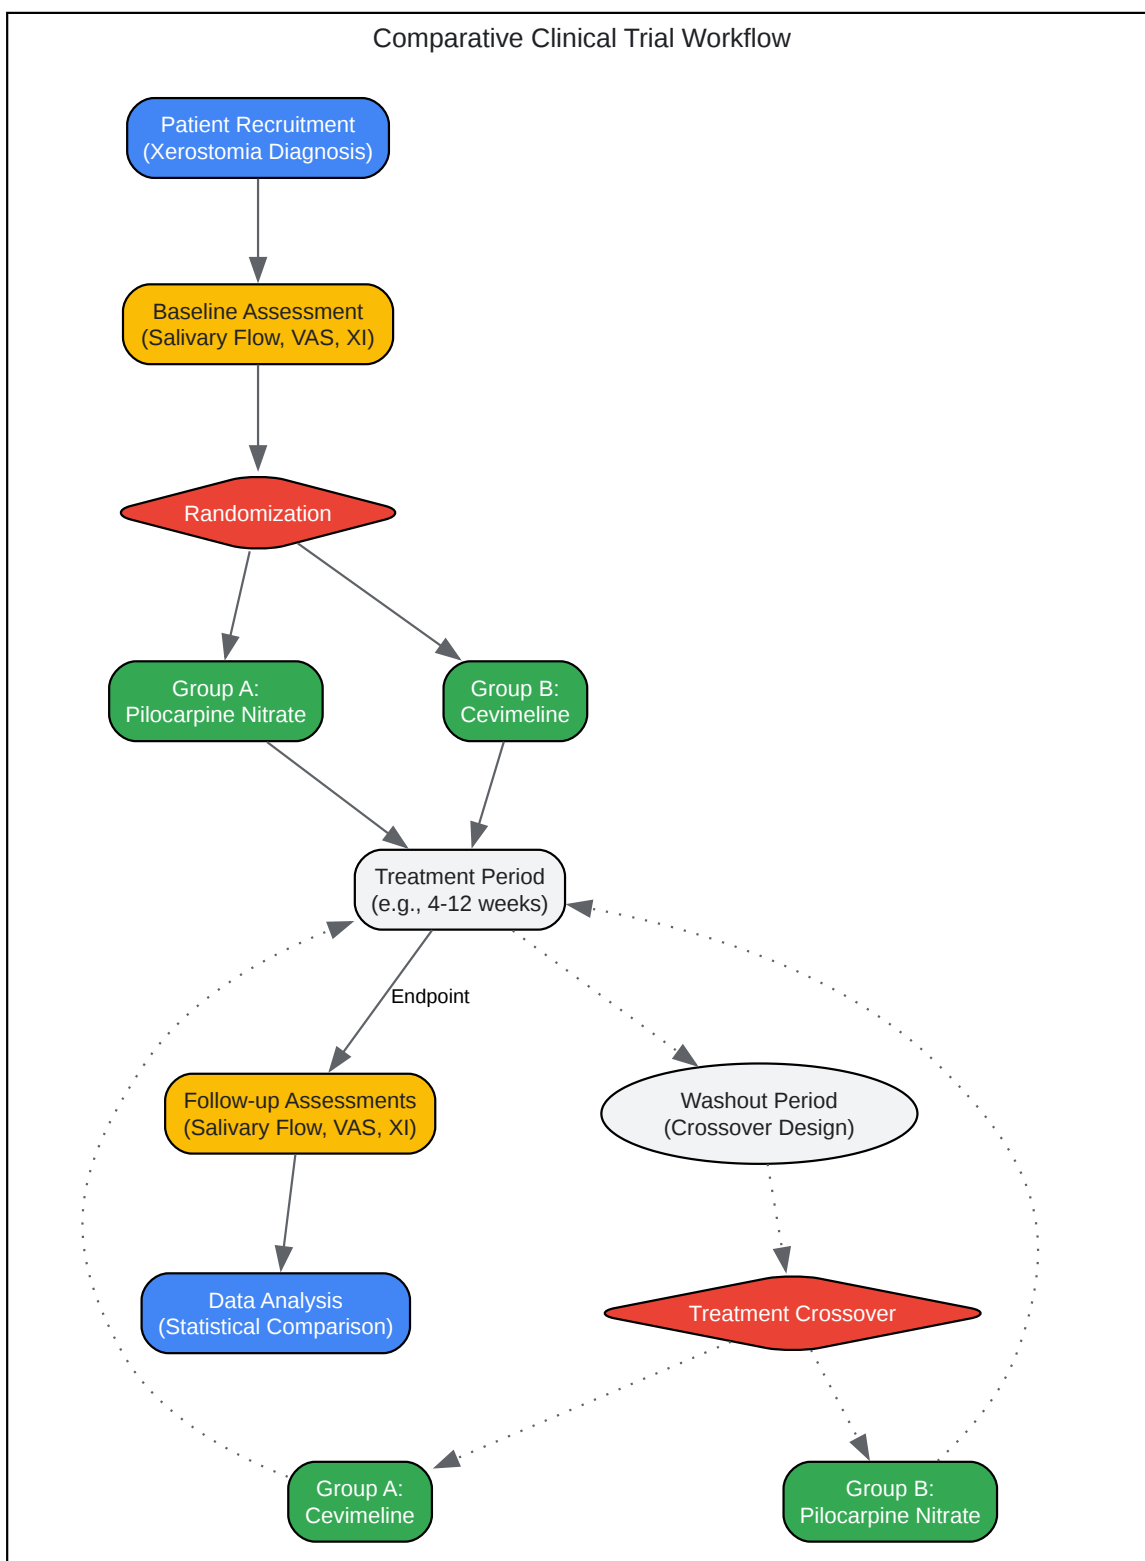 Comparative Clinical Trial Workflow
Patient Recruitment
(Xerostomia Diagnosis)
Baseline Assessment
(Salivary Flow, VAS, XI)
Randomization
Group A:
Pilocarpine Nitrate
Group B:
Cevimeline
Treatment Period
(e.g., 4-12 weeks)
Endpoint
Follow-up Assessments
(Salivary Flow, VAS, XI)
Washout Period
(Crossover Design)
Data Analysis
(Statistical Comparison)
Treatment Crossover
Group A:
Cevimeline
Group B:
Pilocarpine Nitrate